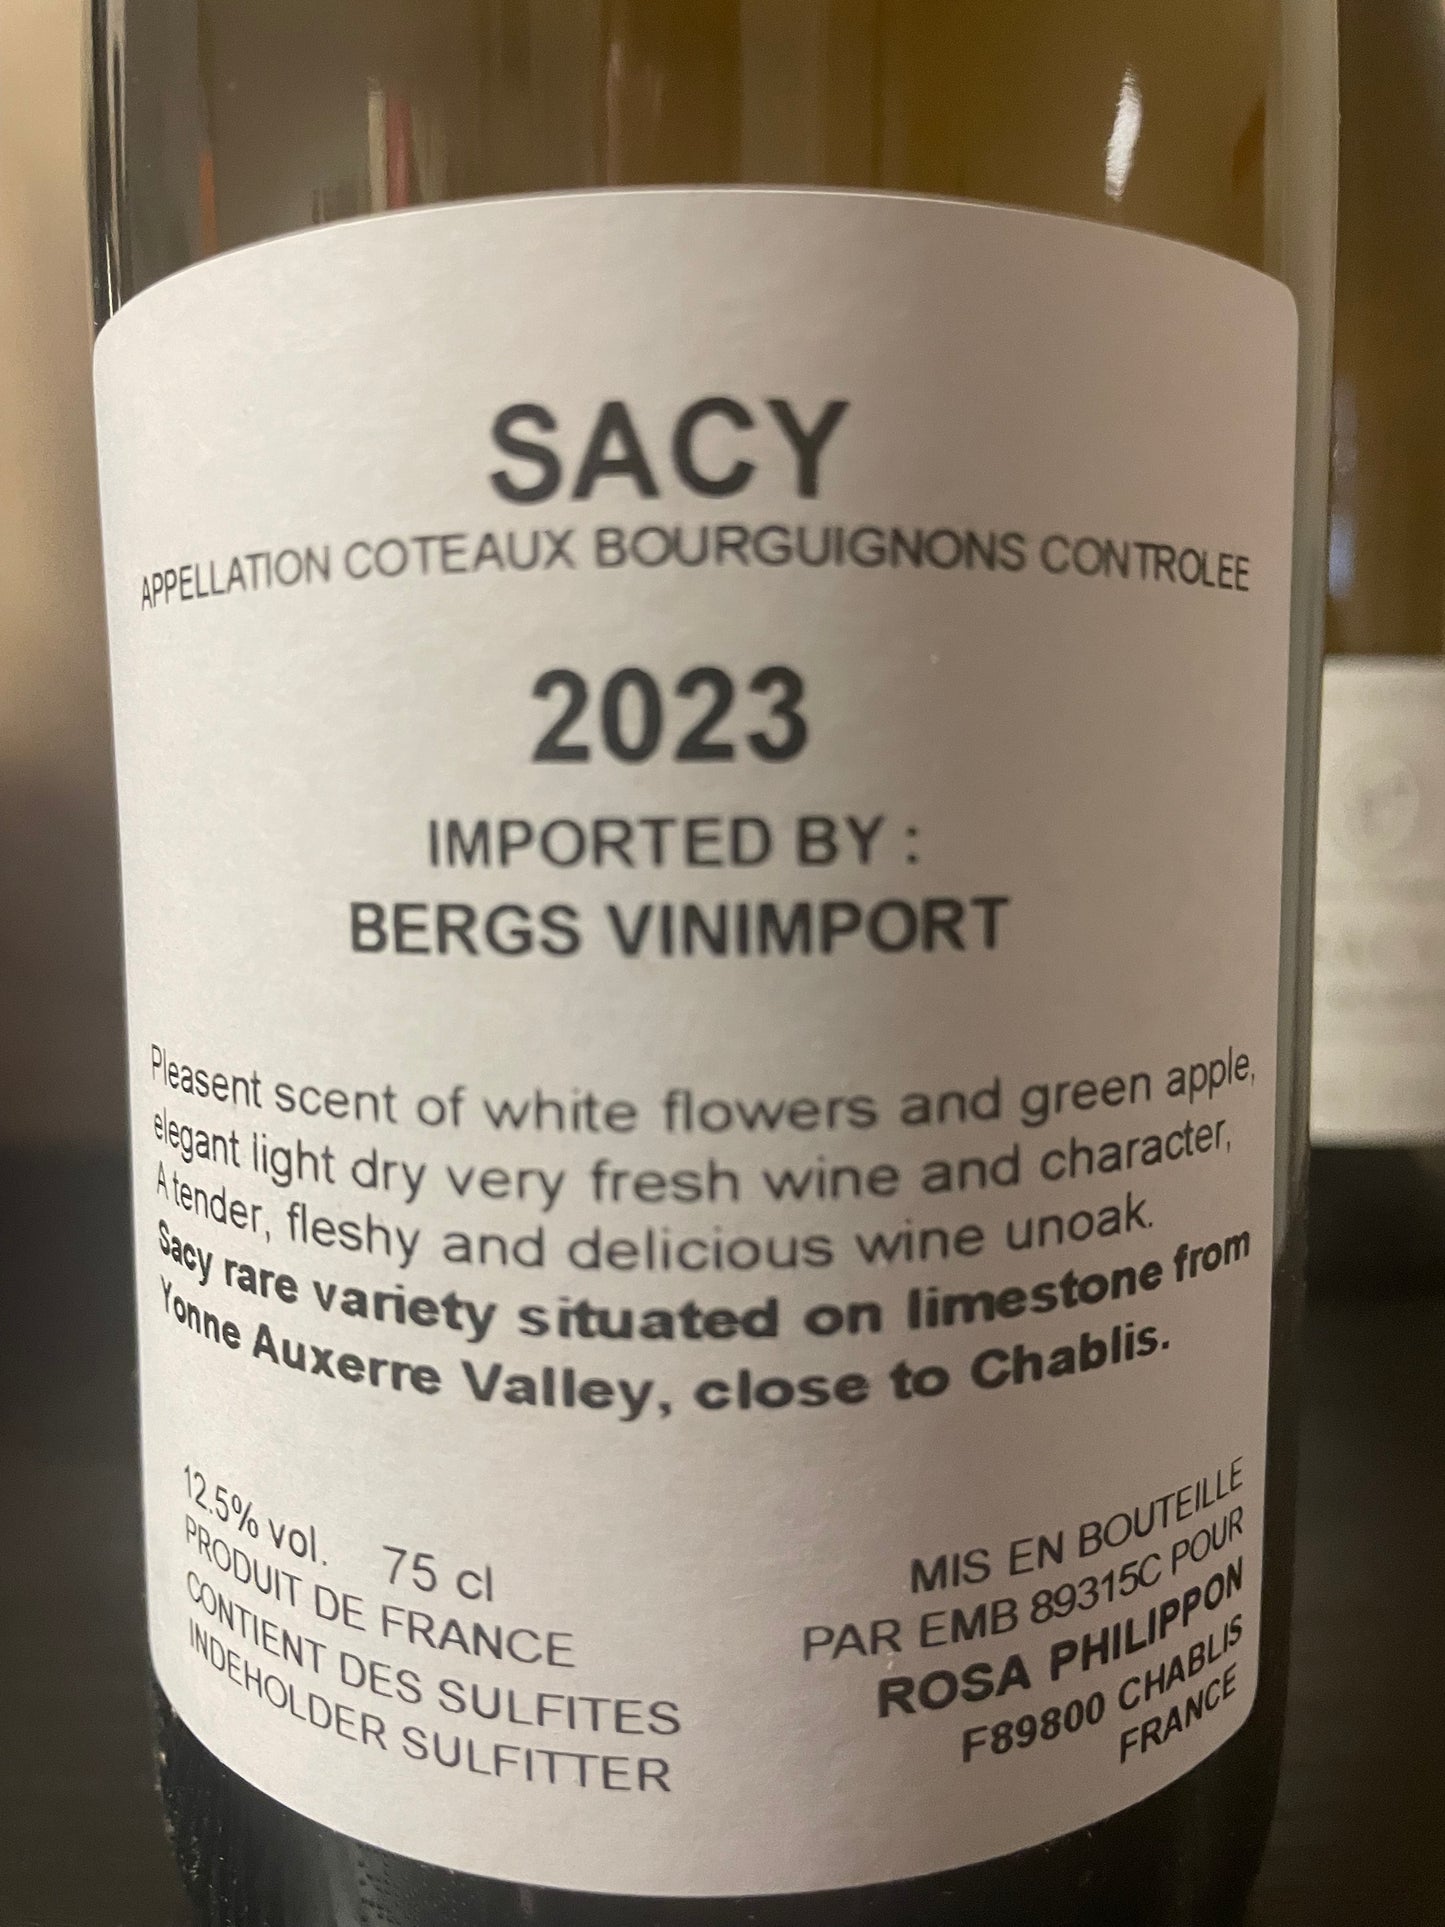 SACY
APPELLATION COTEAUX BOURGUIGNONS CONTROLEE
2023
IMPORTED BY :
BERGS VINIMPORT
Pleasent scent of white flowers and green apple,
elegant light dry very fresh wine and character,
A tender, fleshy and delicious wine unoak.
Sacy rare variety situated on limestone from
Yonne Auxerre Valley, close to Chablis.
12.5% vol. 75 cl
PRODUIT DE FRANCE
CONTIENT DES SULFITES
INDEHOLDER SULFITTER
MIS EN BOUTEILLE
PAR EMB 89315C POUR
ROSA PHILIPPON
F89800 CHABLIS
FRANCE